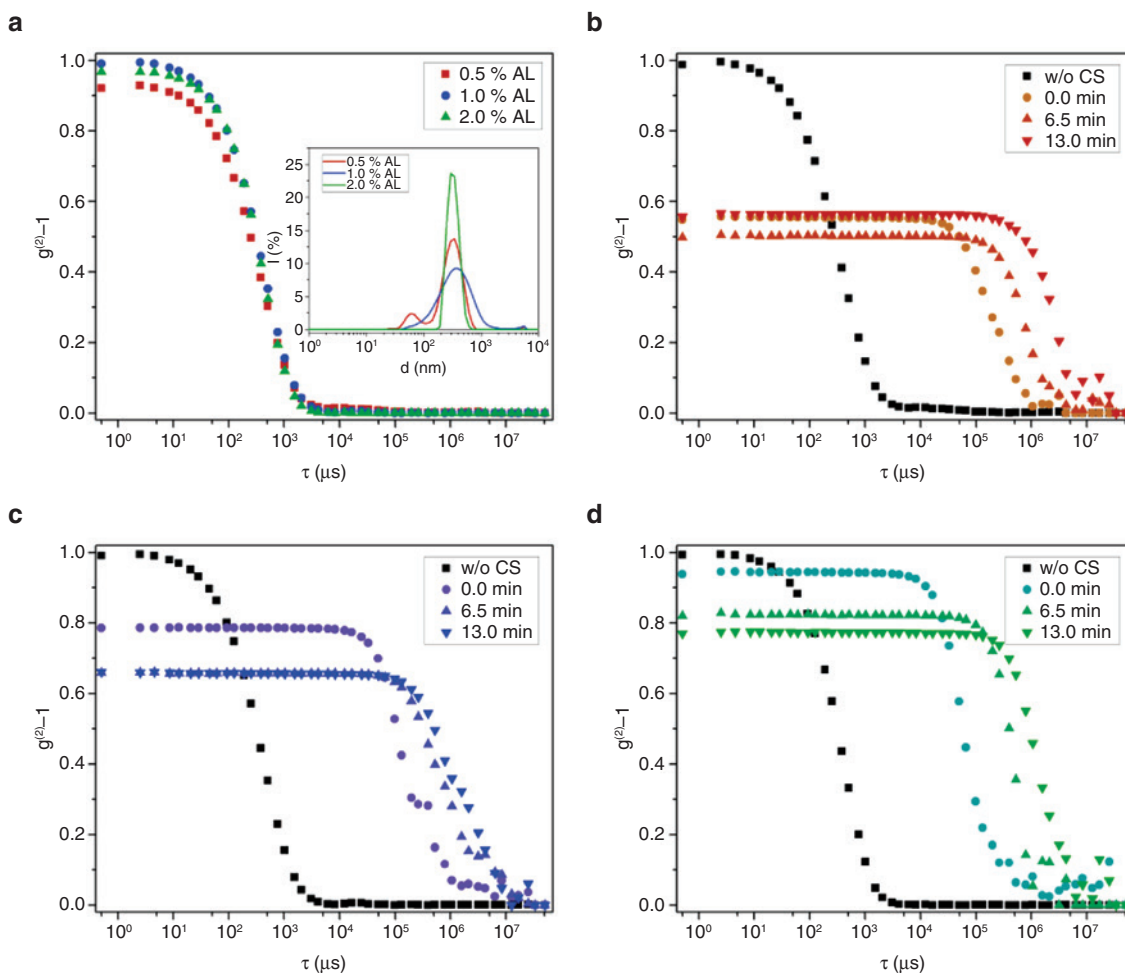 a
1.0
0.8
0.6
0.4
0.2
0.0
g⁽²⁾–1
10⁰ 10¹ 10² 10³ 10⁴ 10⁵ 10⁶ 10⁷
τ (μs)
0.5 % AL
1.0 % AL
2.0 % AL
0.5 % AL
1.0 % AL
2.0 % AL
25
20
15
10
5
0
I (%)
10⁰ 10¹ 10² 10³ 10⁴
d (nm)
b
1.0
0.8
0.6
0.4
0.2
0.0
g⁽²⁾–1
10⁰ 10¹ 10² 10³ 10⁴ 10⁵ 10⁶ 10⁷
τ (μs)
w/o CS
0.0 min
6.5 min
13.0 min
c
1.0
0.8
0.6
0.4
0.2
0.0
g⁽²⁾–1
10⁰ 10¹ 10² 10³ 10⁴ 10⁵ 10⁶ 10⁷
τ (μs)
w/o CS
0.0 min
6.5 min
13.0 min
d
1.0
0.8
0.6
0.4
0.2
0.0
g⁽²⁾–1
10⁰ 10¹ 10² 10³ 10⁴ 10⁵ 10⁶ 10⁷
τ (μs)
w/o CS
0.0 min
6.5 min
13.0 min